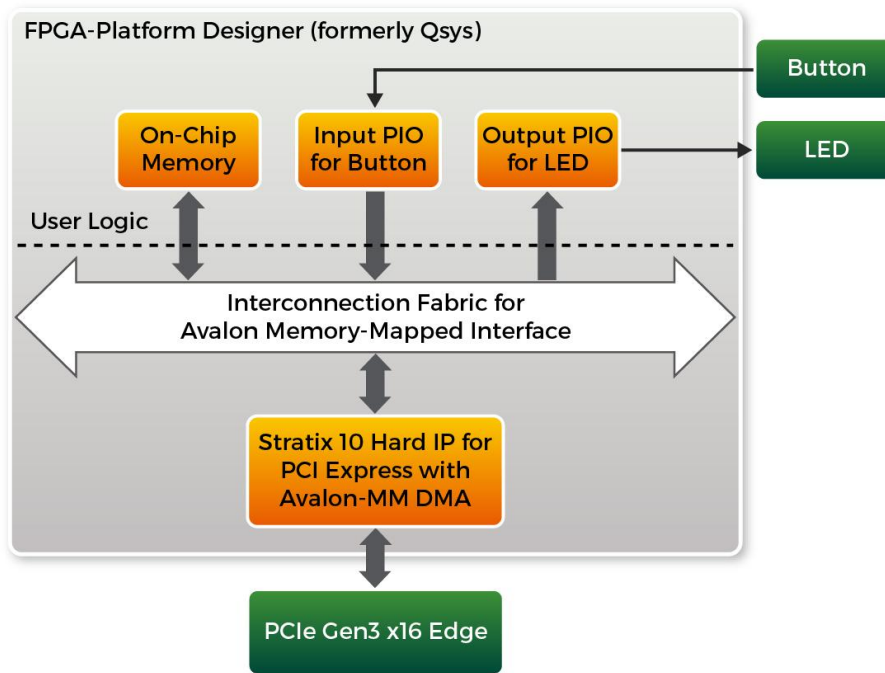 FPGA-Platform Designer (formerly Qsys)
Button
On-Chip
Memory
Input PIO
for Button
Output PIO
for LED
LED
User Logic
Interconnection Fabric for
Avalon Memory-Mapped Interface
Stratix 10 Hard IP for
PCI Express with
Avalon-MM DMA
PCIe Gen3 x16 Edge